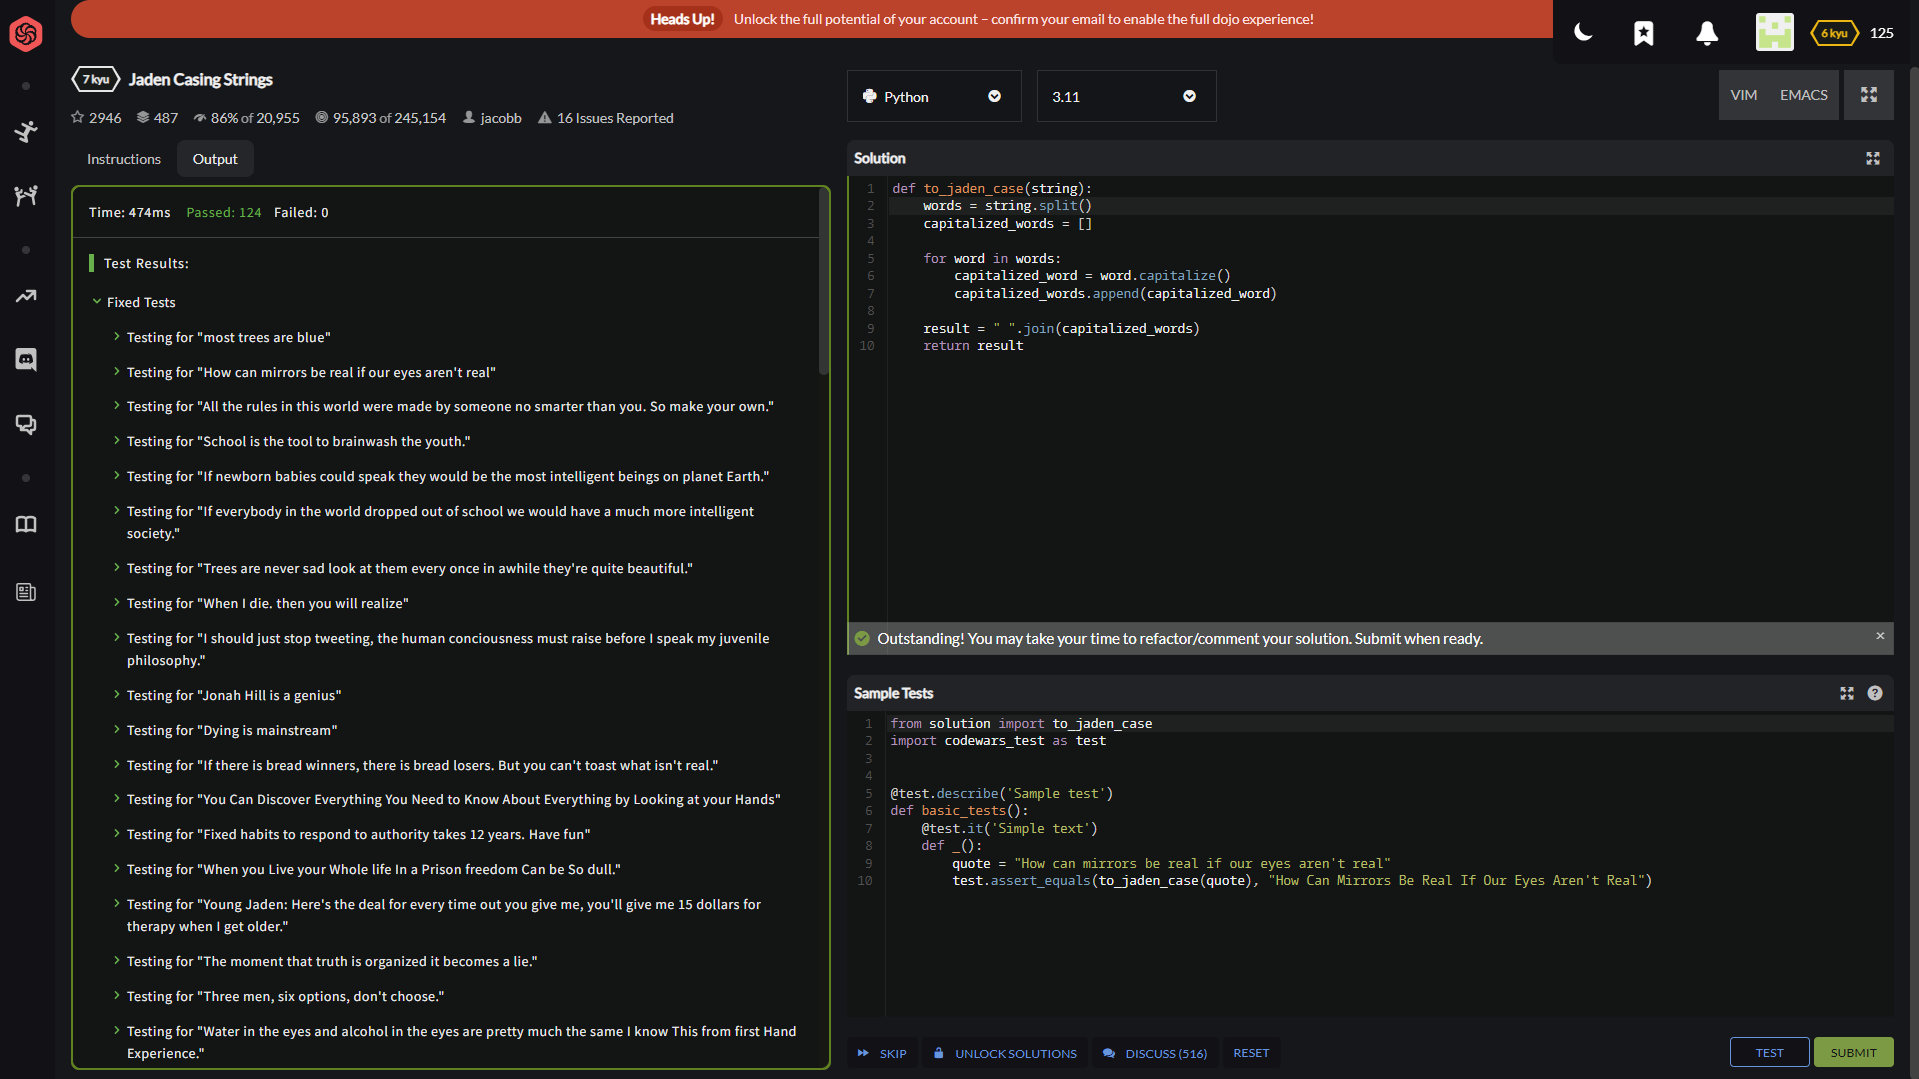 Heads Up! Unlock the full potential of your account – confirm your email to enable the full dojo experience!
6 kyu 125
7 kyu Jaden Casing Strings
2946 487 86% of 20,955 95,893 of 245,154 jacobb 16 Issues Reported
Instructions Output
Time: 474ms Passed: 124 Failed: 0
Test Results:
Fixed Tests
Testing for "most trees are blue"
Testing for "How can mirrors be real if our eyes aren't real"
Testing for "All the rules in this world were made by someone no smarter than you. So make your own."
Testing for "School is the tool to brainwash the youth."
Testing for "If newborn babies could speak they would be the most intelligent beings on planet Earth."
Testing for "If everybody in the world dropped out of school we would have a much more intelligent
society."
Testing for "Trees are never sad look at them every once in awhile they're quite beautiful."
Testing for "When I die. then you will realize"
Testing for "I should just stop tweeting, the human conciousness must raise before I speak my juvenile
philosophy."
Testing for "Jonah Hill is a genius"
Testing for "Dying is mainstream"
Testing for "If there is bread winners, there is bread losers. But you can't toast what isn't real."
Testing for "You Can Discover Everything You Need to Know About Everything by Looking at your Hands"
Testing for "Fixed habits to respond to authority takes 12 years. Have fun"
Testing for "When you Live your Whole life In a Prison freedom Can be So dull."
Testing for "Young Jaden: Here's the deal for every time out you give me, you'll give me 15 dollars for
therapy when I get older."
Testing for "The moment that truth is organized it becomes a lie."
Testing for "Three men, six options, don't choose."
Testing for "Water in the eyes and alcohol in the eyes are pretty much the same I know This from first Hand
Experience."
Python 3.11 VIM EMACS
Solution
1 def to_jaden_case(string):
2 words = string.split()
3 capitalized_words = []
4
5 for word in words:
6 capitalized_word = word.capitalize()
7 capitalized_words.append(capitalized_word)
8
9 result = " ".join(capitalized_words)
10 return result
Outstanding! You may take your time to refactor/comment your solution. Submit when ready. ×
Sample Tests ?
1 from solution import to_jaden_case
2 import codewars_test as test
3
4
5 @test.describe('Sample test')
6 def basic_tests():
7 @test.it('Simple text')
8 def _():
9 quote = "How can mirrors be real if our eyes aren't real"
10 test.assert_equals(to_jaden_case(quote), "How Can Mirrors Be Real If Our Eyes Aren't Real")
SKIP UNLOCK SOLUTIONS DISCUSS (516) RESET TEST SUBMIT